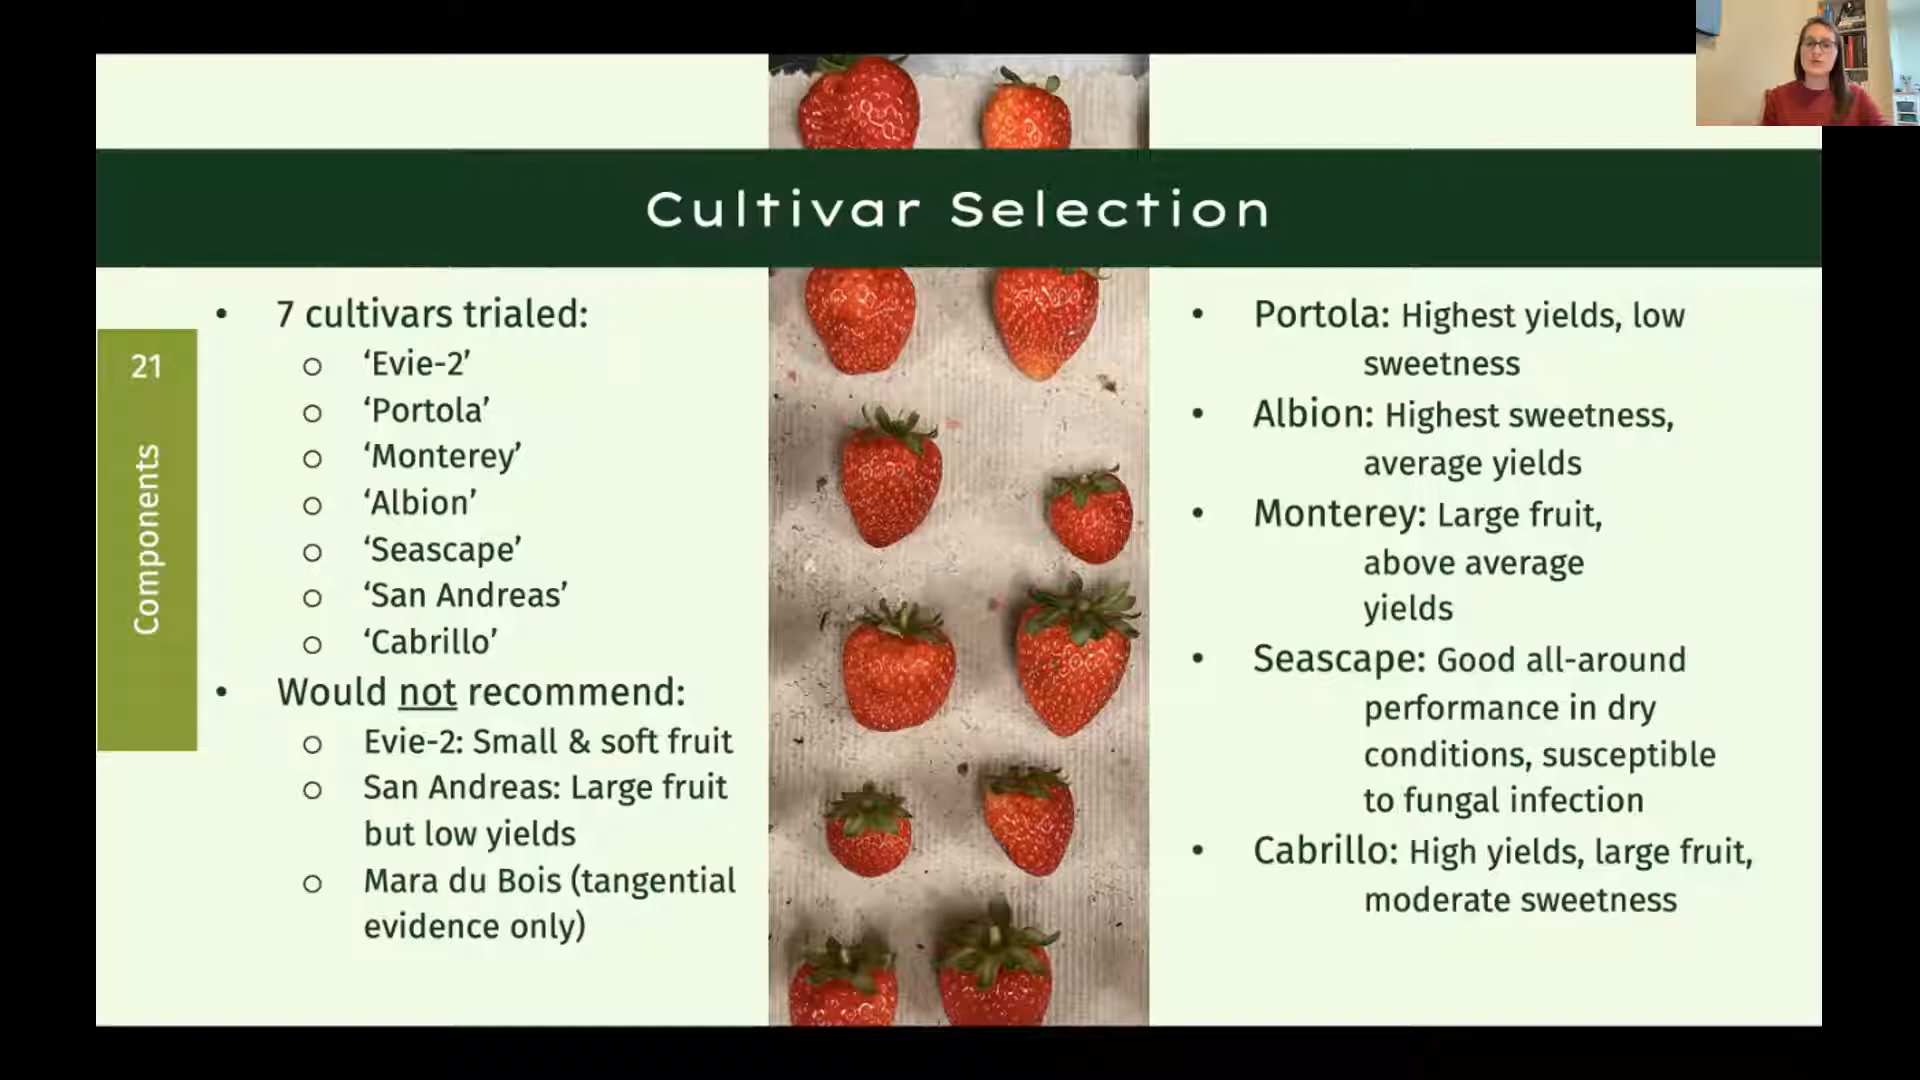 Cultivar Selection
21
Components
• 7 cultivars trialed:
o ‘Evie-2’
o ‘Portola’
o ‘Monterey’
o ‘Albion’
o ‘Seascape’
o ‘San Andreas’
o ‘Cabrillo’
• Would not recommend:
o Evie-2: Small & soft fruit
o San Andreas: Large fruit
but low yields
o Mara du Bois (tangential
evidence only)
• Portola: Highest yields, low
sweetness
• Albion: Highest sweetness,
average yields
• Monterey: Large fruit,
above average
yields
• Seascape: Good all-around
performance in dry
conditions, susceptible
to fungal infection
• Cabrillo: High yields, large fruit,
moderate sweetness